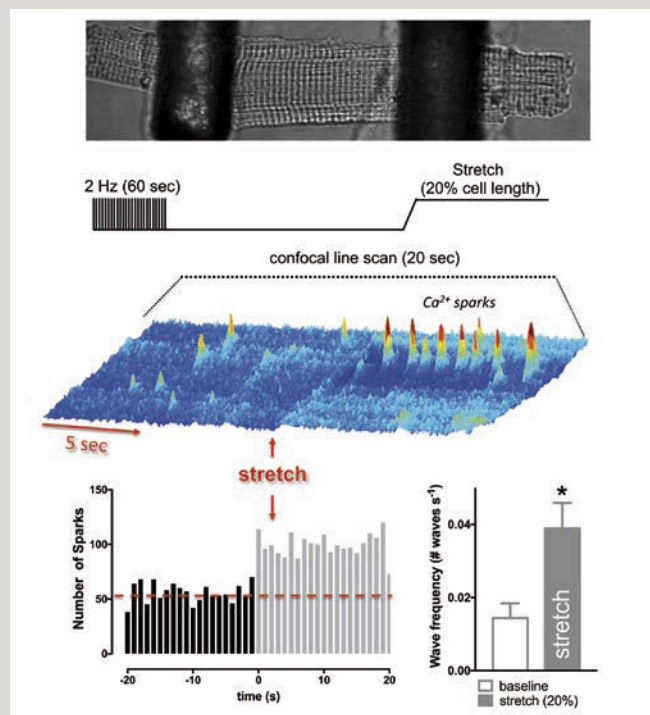 2 Hz (60 sec)
Stretch
(20% cell length)
confocal line scan (20 sec)
Ca²⁺ sparks
5 sec
stretch
Number of Sparks
150
100
50
0
-20
-10
0
10
20
time (s)
Wave frequency (# waves s⁻¹)
0.04
0.02
0.00
*
stretch
baseline
stretch (20%)